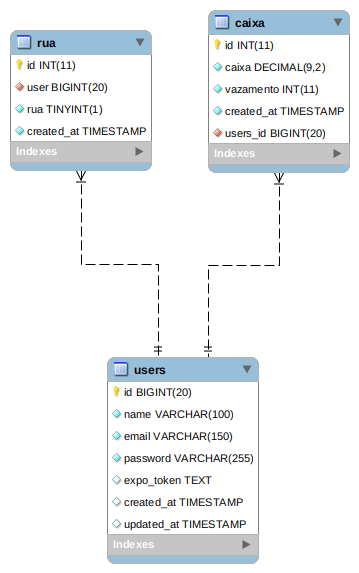 rua
id INT(11)
user BIGINT(20)
rua TINYINT(1)
created_at TIMESTAMP
Indexes
caixa
id INT(11)
caixa DECIMAL(9,2)
vazamento INT(11)
created_at TIMESTAMP
users_id BIGINT(20)
Indexes
users
id BIGINT(20)
name VARCHAR(100)
email VARCHAR(150)
password VARCHAR(255)
expo_token TEXT
created_at TIMESTAMP
updated_at TIMESTAMP
Indexes